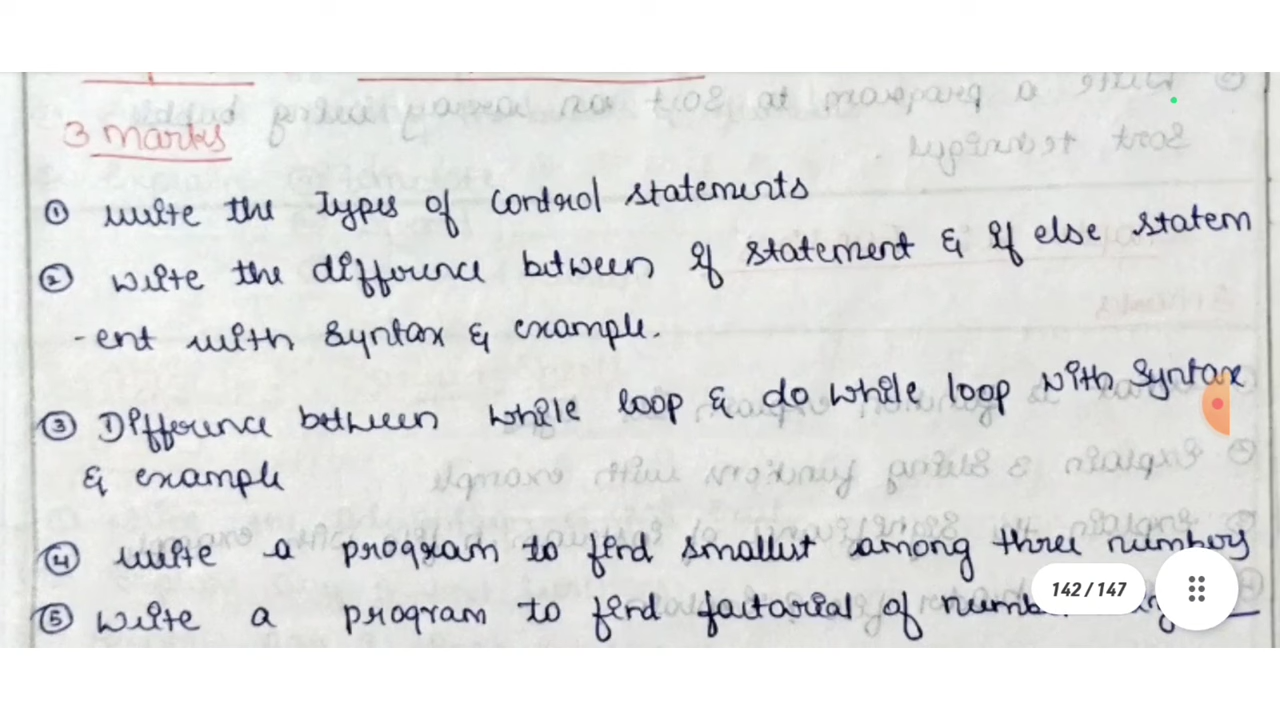 3 Marks
① Write the Types of Control statements
② Write the difference between if statement & if else statem
-ent with Syntax & example.
③ Difference between while loop & do while loop with Syntax
& example
④ Write a program to find smallest among three numbers
142 / 147
⑤ Write a program to find factorial of